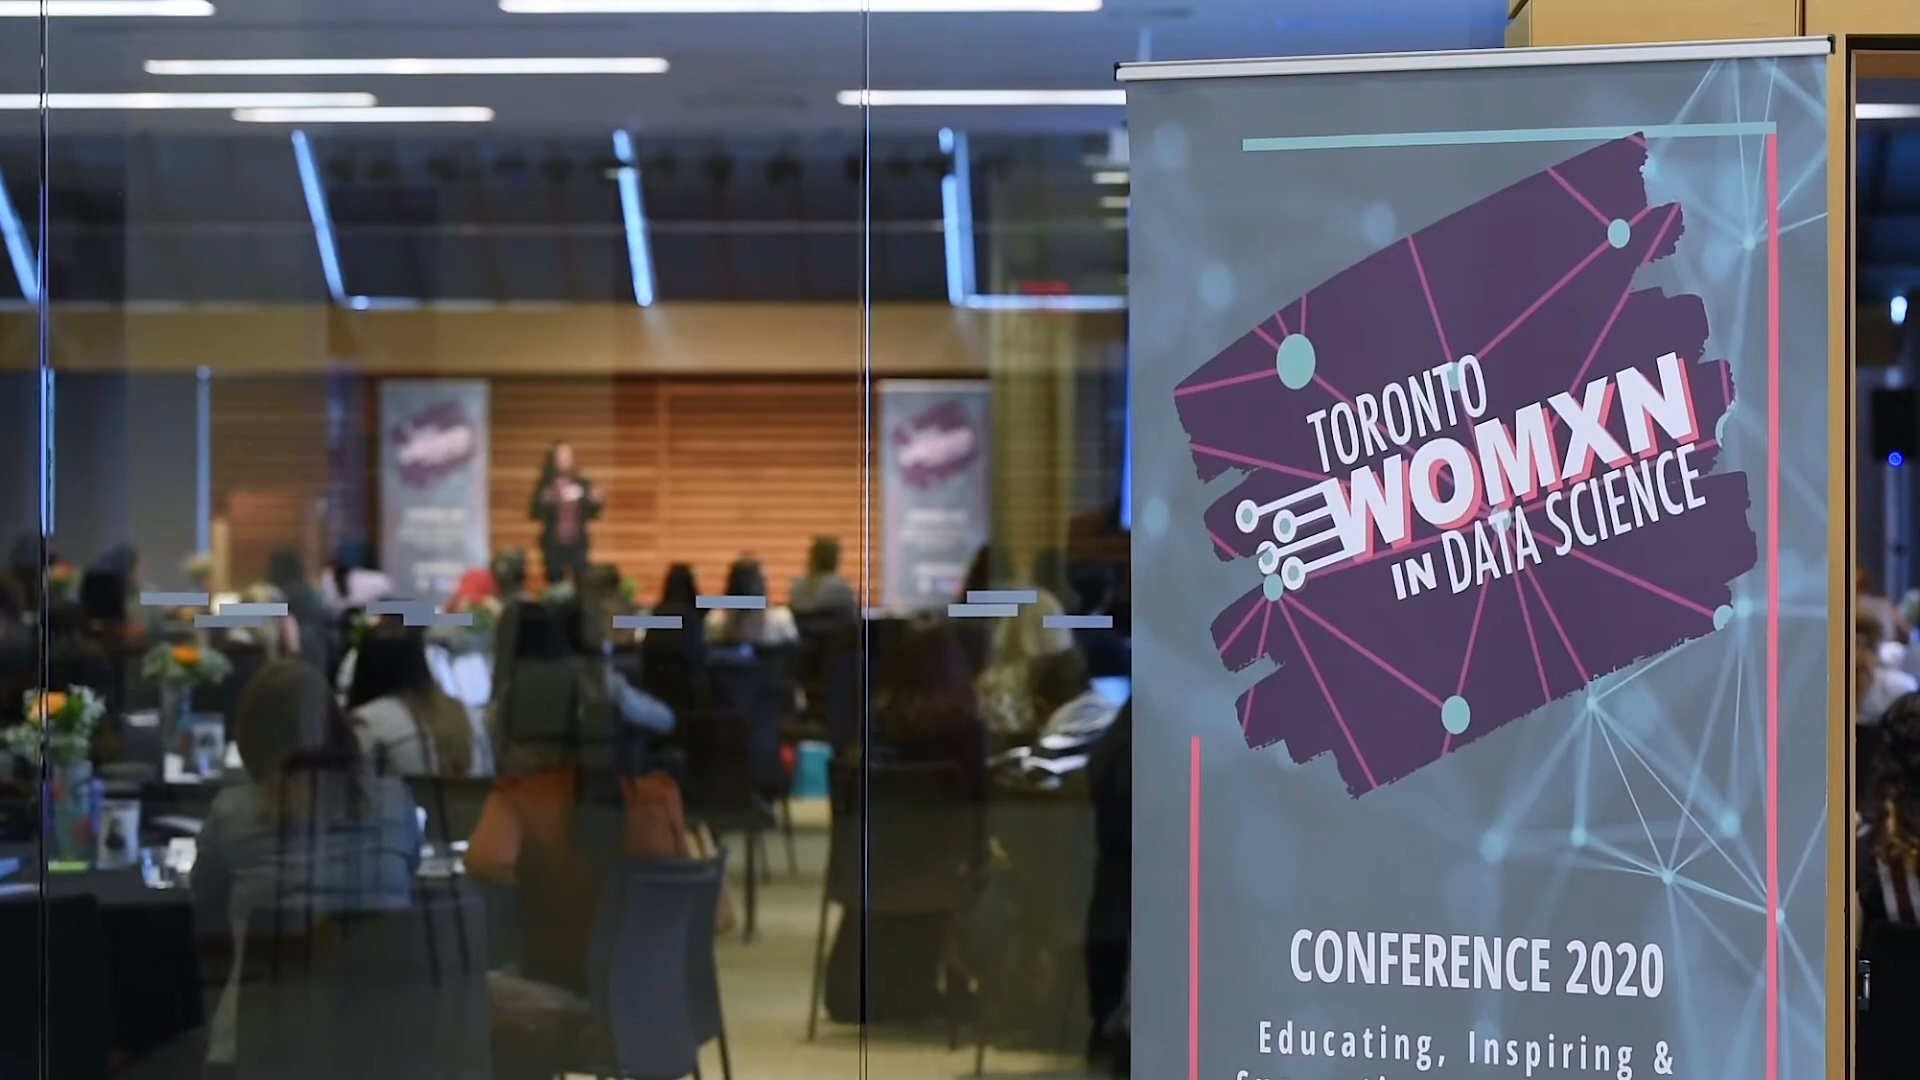 TORONTO
WOMXN
IN DATA SCIENCE
CONFERENCE 2020
Educating, Inspiring &